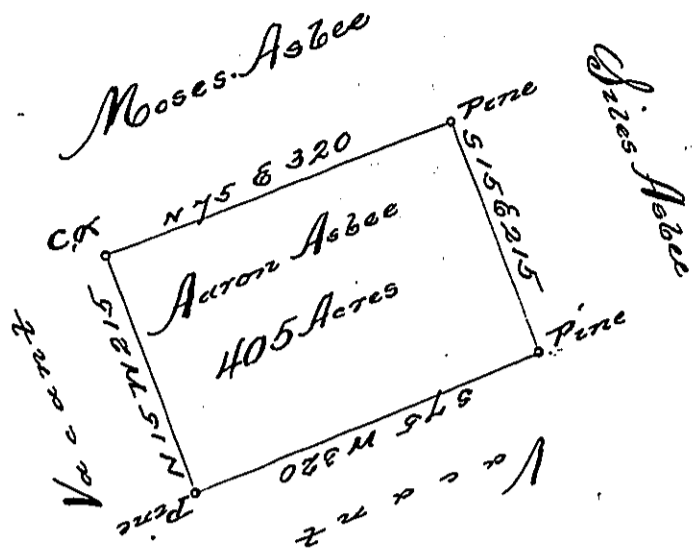 Moses. Asbee
Pine
Siles Asbee
N 75 E 320
S 15 E 215
C.K
Aaron Asbee
405 Acres
N 15 W 215
Vacant
Pine
S 75 W 320
Vacant
Pine